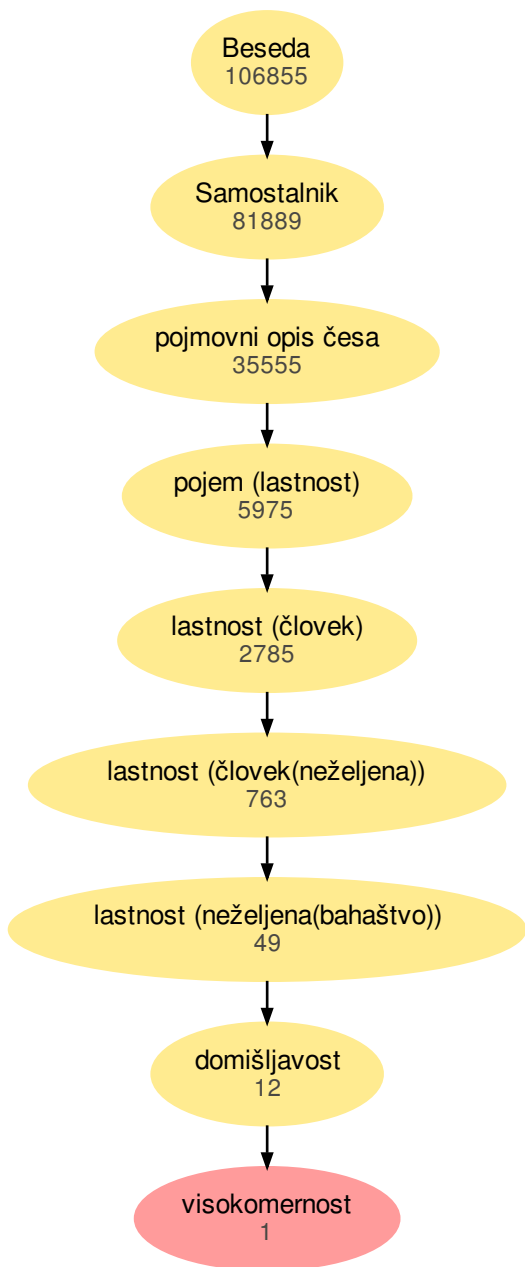 Beseda
106855
Samostalnik
81889
pojmovni opis česa
35555
pojem (lastnost)
5975
lastnost (človek)
2785
lastnost (človek(neželjena))
763
lastnost (neželjena(bahaštvo))
49
domišljavost
12
visokomernost
1